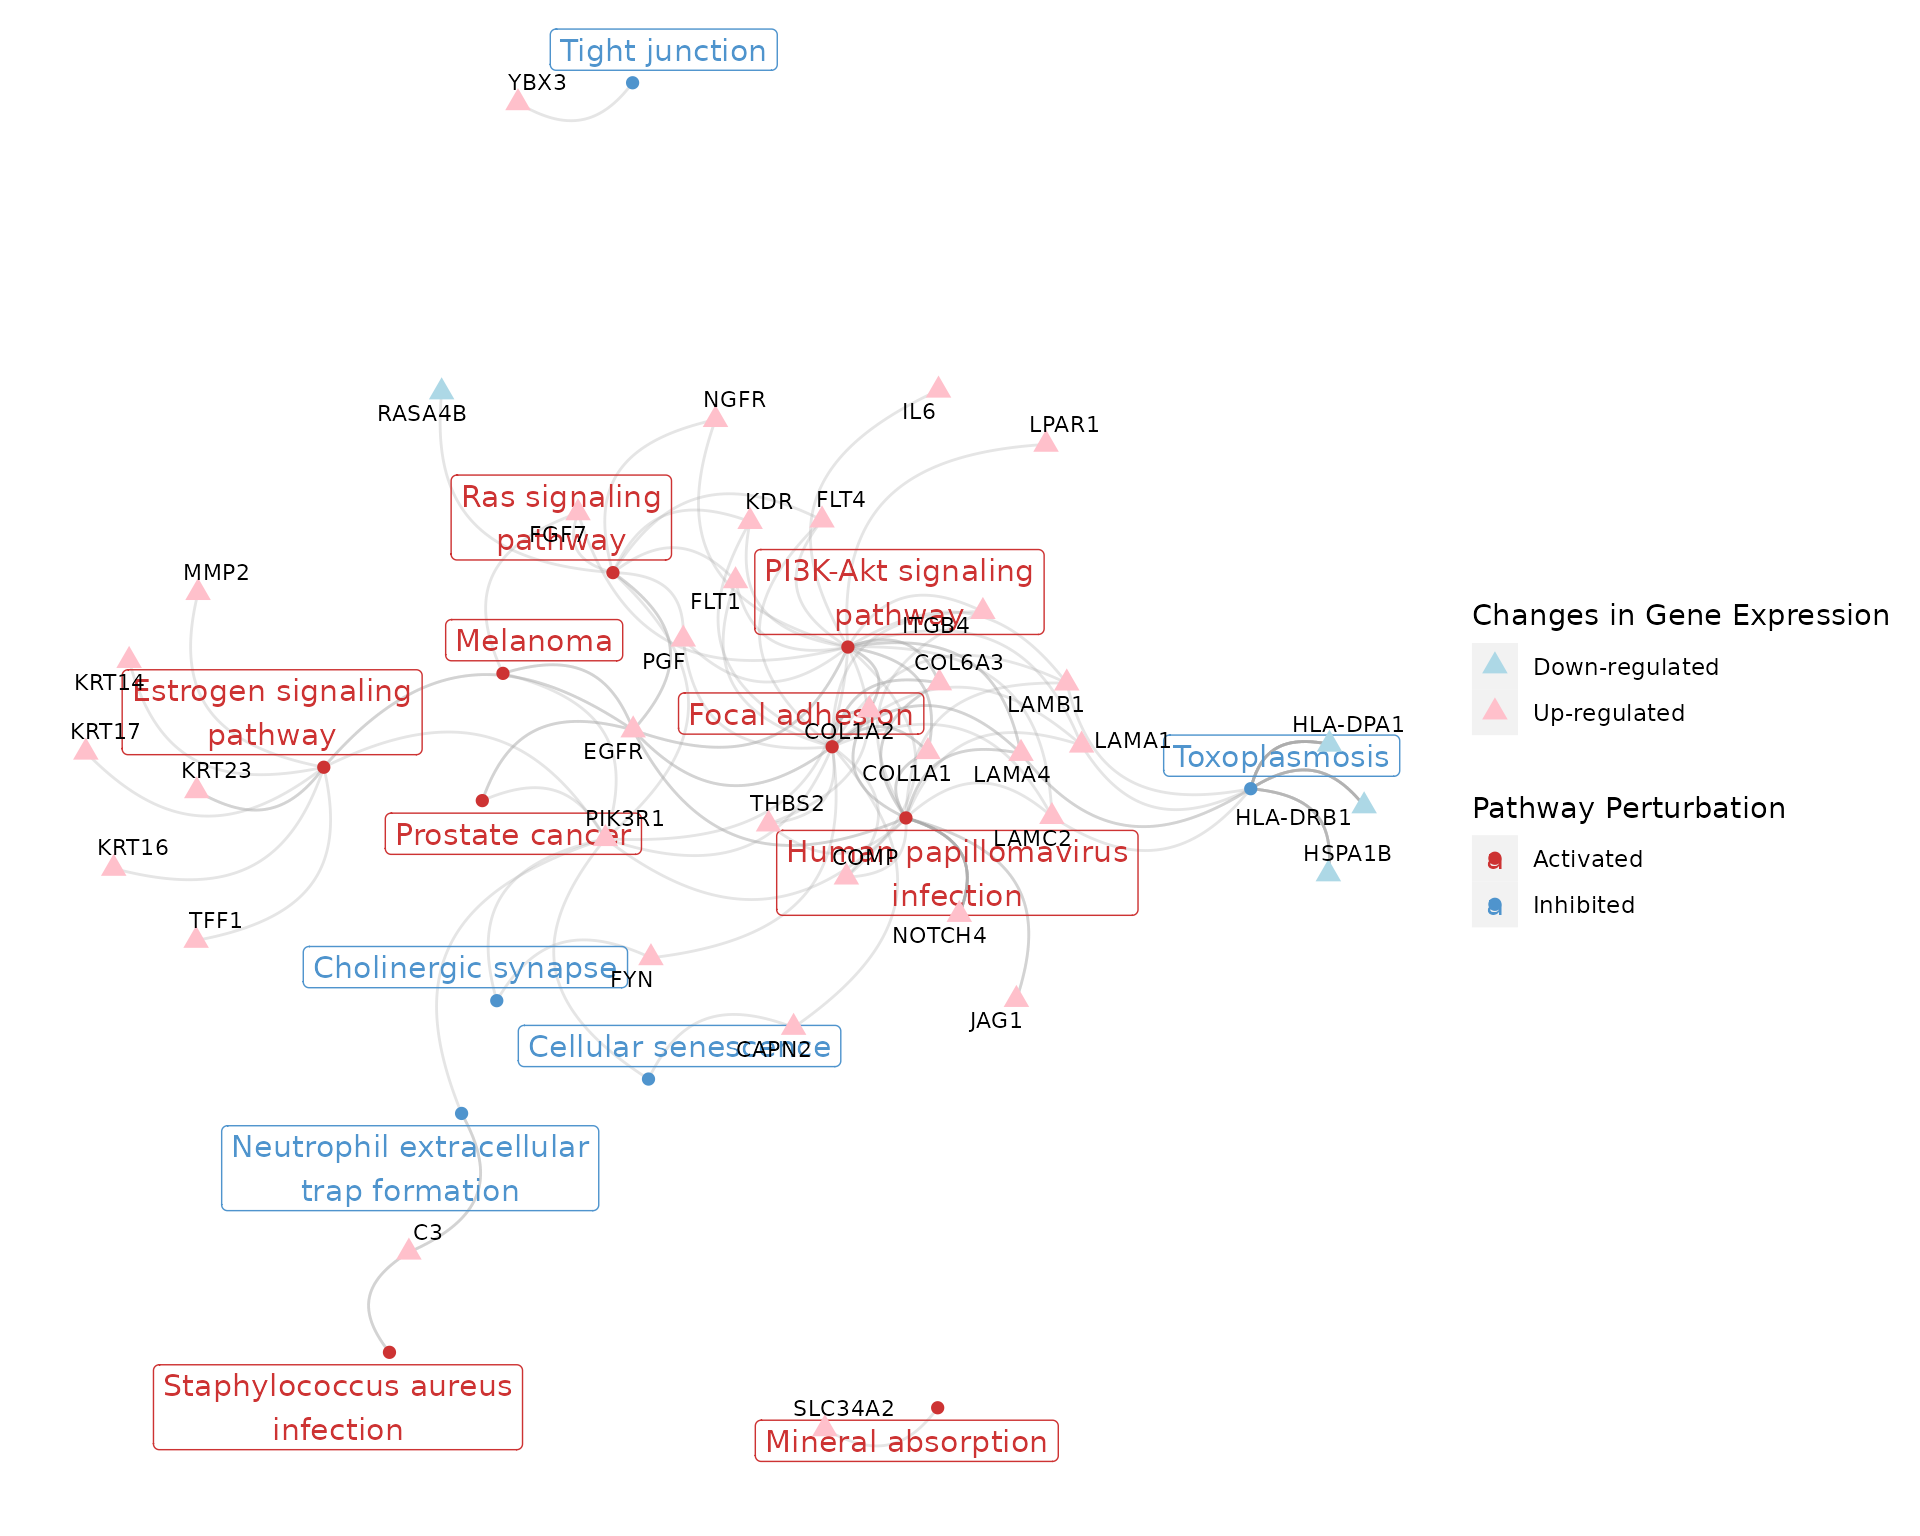 Tight junction
YBX3
RASA4B
NGFR
IL6
LPAR1
Ras signaling
pathway
FGF7
KDR
FLT4
MMP2
FLT1
PI3K-Akt signaling
pathway
ITGB4
Melanoma
PGF
COL6A3
KRT14
Estrogen signaling
pathway
LAMB1
Focal adhesion
COL1A2
KRT17
EGFR
LAMA1
HLA-DPA1
Toxoplasmosis
KRT23
COL1A1
LAMA4
THBS2
HLA-DRB1
PIK3R1
Prostate cancer
LAMC2
KRT16
COMP
Human papillomavirus
infection
HSPA1B
TFF1
NOTCH4
Cholinergic synapse
FYN
JAG1
Cellular senescence
CAPN2
Neutrophil extracellular
trap formation
C3
Staphylococcus aureus
infection
SLC34A2
Mineral absorption
Changes in Gene Expression
Down-regulated
Up-regulated
Pathway Perturbation
a Activated
a Inhibited